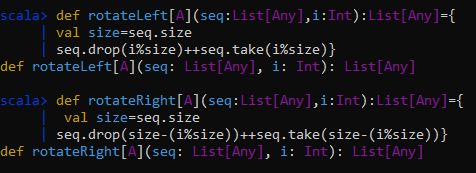 scala> def rotateLeft[A](seq:List[Any],i:Int):List[Any]={
| val size=seq.size
| seq.drop(i%size)++seq.take(i%size)}
def rotateLeft[A](seq: List[Any], i: Int): List[Any]
scala> def rotateRight[A](seq:List[Any],i:Int):List[Any]={
|  val size=seq.size
| seq.drop(size-(i%size))++seq.take(size-(i%size))}
def rotateRight[A](seq: List[Any], i: Int): List[Any]